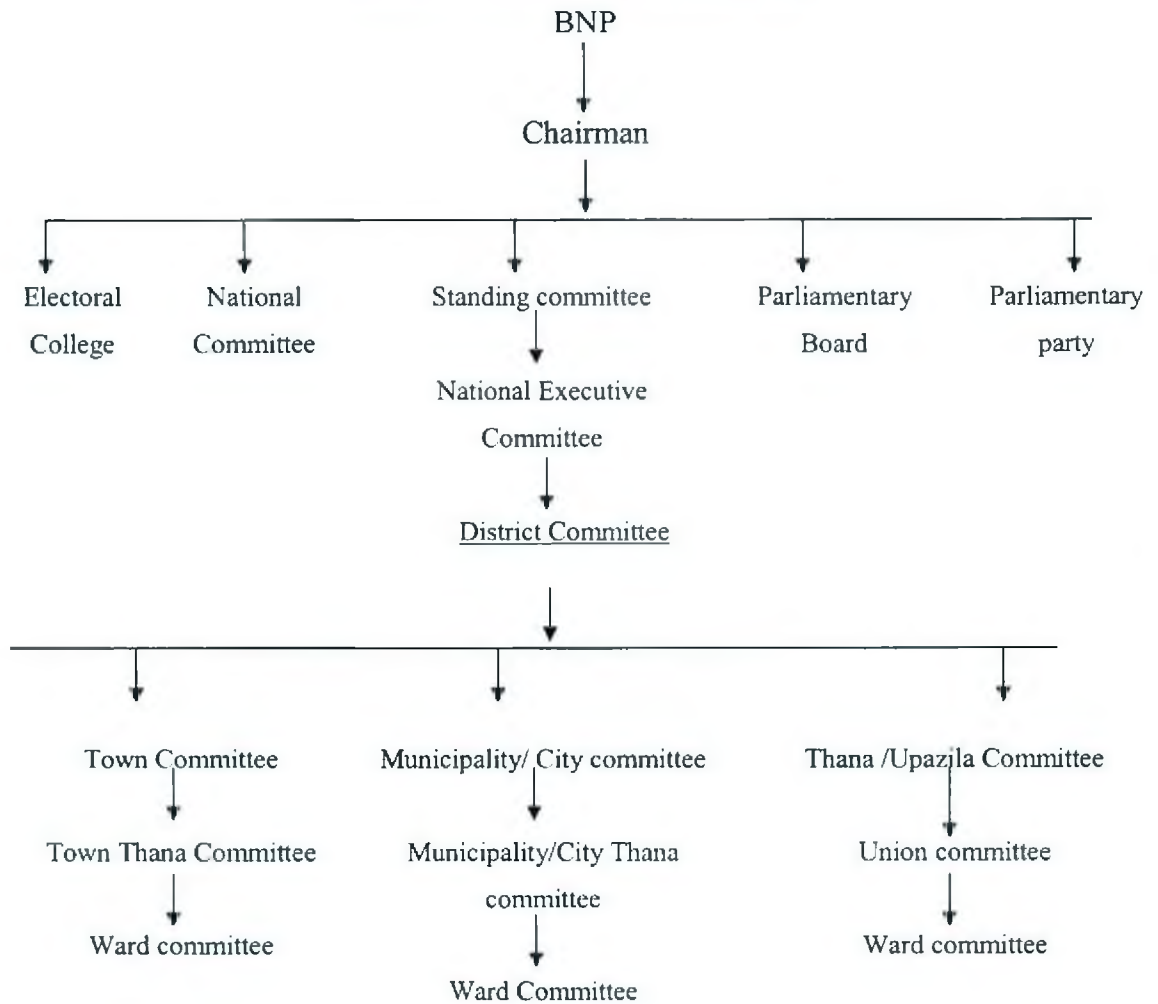 BNP
Chairman
Electoral
College
National
Committee
Standing committee
Parliamentary
Board
Parliamentary
party
National Executive
Committee
District Committee
Town Committee
Municipality/ City committee
Thana /Upazila Committee
Town Thana Committee
Municipality/City Thana
committee
Union committee
Ward committee
Ward Committee
Ward committee